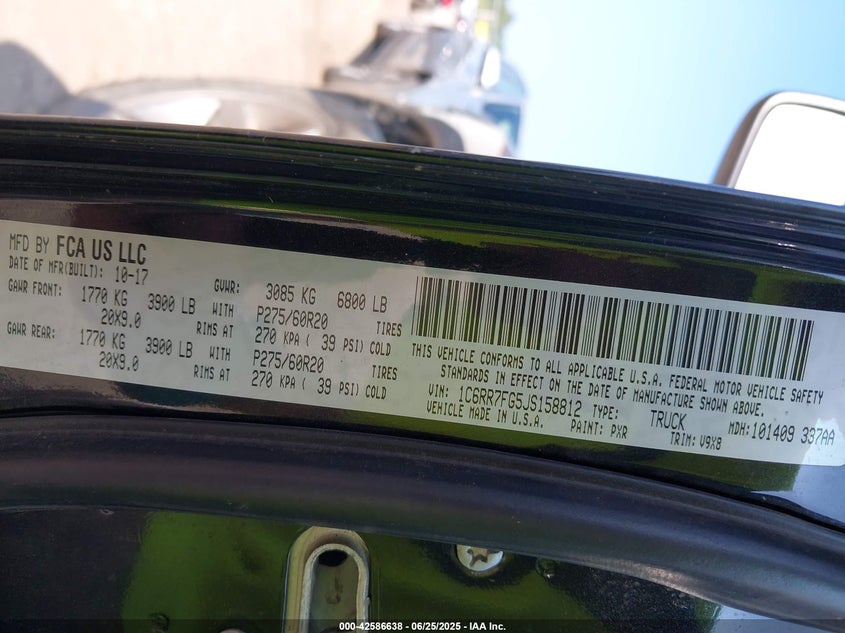 MFD BY FCA US LLC
DATE OF MFR(BUILT): 10-17 GVWR: 3085 KG 6800 LB
GAWR FRONT: 1770 KG 3900 LB WITH P275/60R20 TIRES
20X9.0 RIMS AT 270 KPA ( 39 PSI) COLD
GAWR REAR: 1770 KG 3900 LB WITH P275/60R20 TIRES
20X9.0 RIMS AT 270 KPA ( 39 PSI) COLD
THIS VEHICLE CONFORMS TO ALL APPLICABLE U.S.A. FEDERAL MOTOR VEHICLE SAFETY
STANDARDS IN EFFECT ON THE DATE OF MANUFACTURE SHOWN ABOVE.
VIN: 1C6RR7FG5JS158812 TYPE: TRUCK MDH:101409 337AA
VEHICLE MADE IN U.S.A. PAINT: PXR TRIM: V9X8
000-42586638 - 06/25/2025 - IAA Inc.